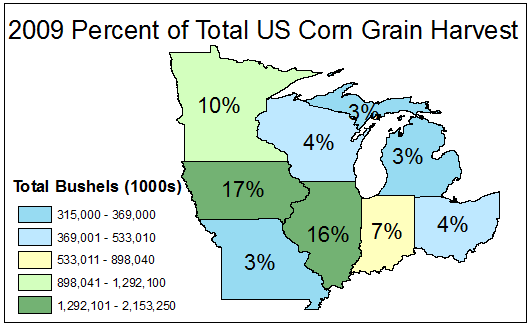 2009 Percent of Total US Corn Grain Harvest
10%
3%
4%
3%
17%
16%
7%
4%
3%
Total Bushels (1000s)
315,000 - 369,000
369,001 - 533,010
533,011 - 898,040
898,041 - 1,292,100
1,292,101 - 2,153,250